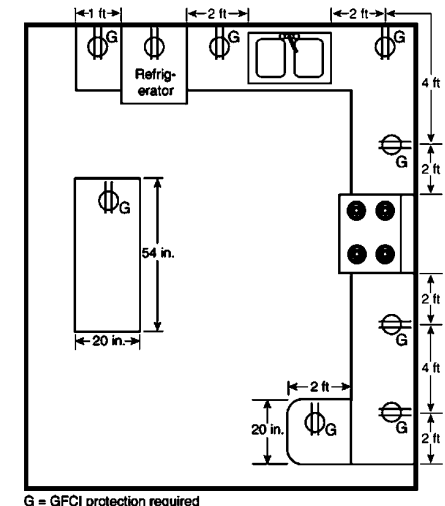 1 ft
2 ft
2 ft
G
G
G
Refrig-
erator
4 ft
G
2 ft
G
54 in.
20 in.
2 ft
G
4 ft
2 ft
20 in.
G
G
2 ft
G = GFCI protection required